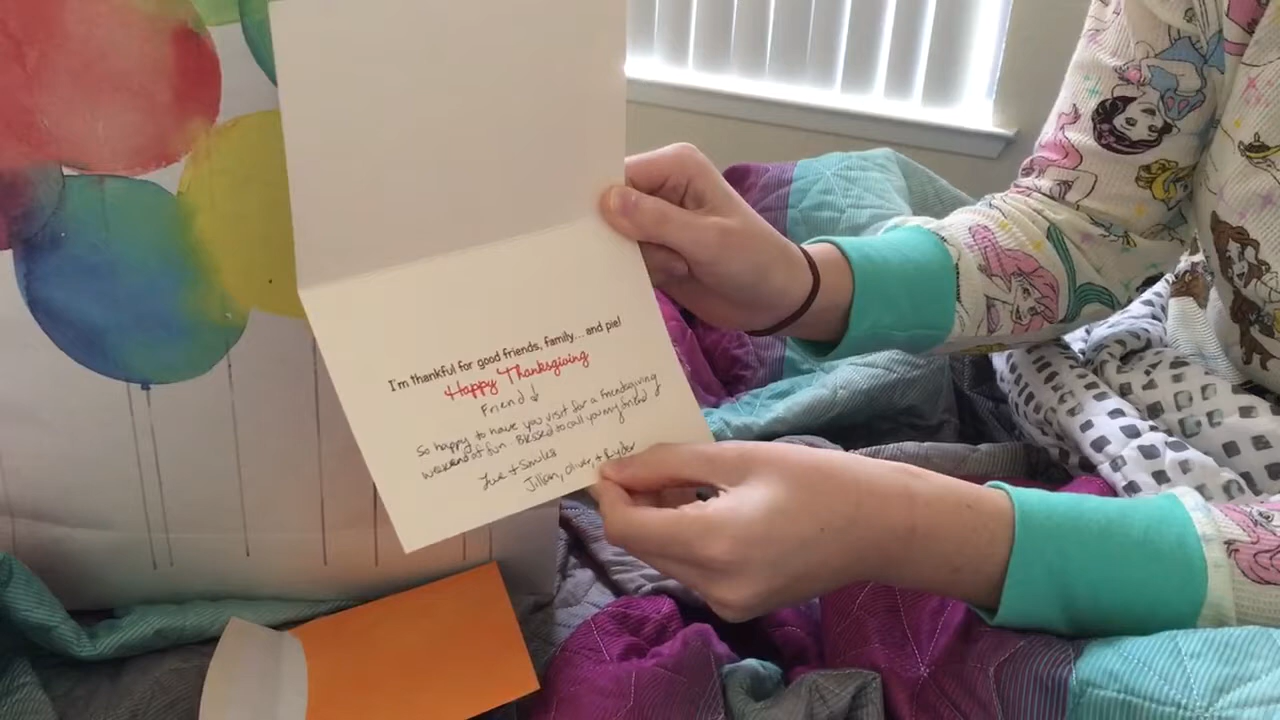 I'm thankful for good friends, family... and pie!
Happy Thanksgiving
Friend!
So happy to have you visit for a Friendsgiving
weekend of fun. Blessed to call you my friend
Love + Smiles
Jillian, Oliver, + Ryder